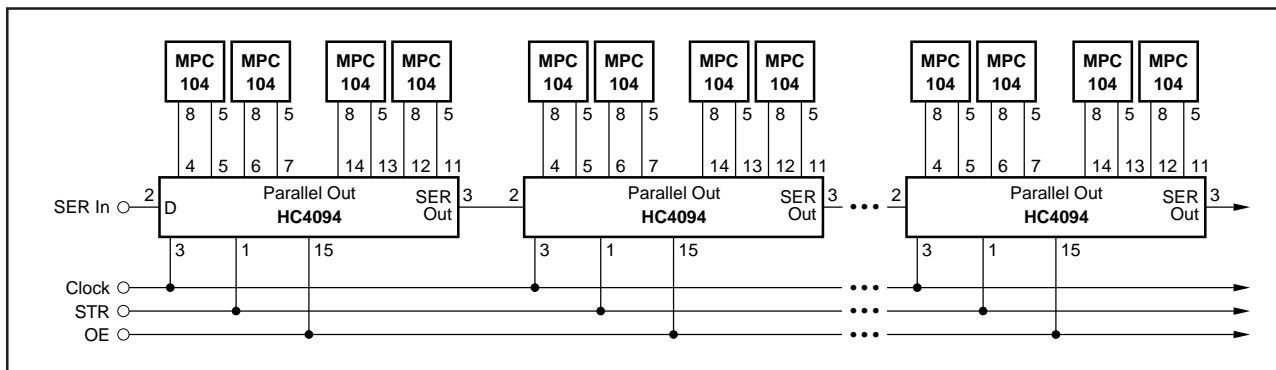 MPC MPC MPC MPC MPC MPC MPC MPC MPC MPC MPC MPC
104 104 104 104 104 104 104 104 104 104 104 104
8 5 8 5 8 5 8 5 8 5 8 5 8 5 8 5 8 5 8 5 8 5 8 5
4 5 6 7 14 13 12 11 4 5 6 7 14 13 12 11 4 5 6 7 14 13 12 11
2 Parallel Out SER 3 2 Parallel Out SER 3 2 Parallel Out SER 3
SER In D HC4094 Out HC4094 Out HC4094 Out
3 1 15 3 1 15 3 1 15
Clock
STR
OE